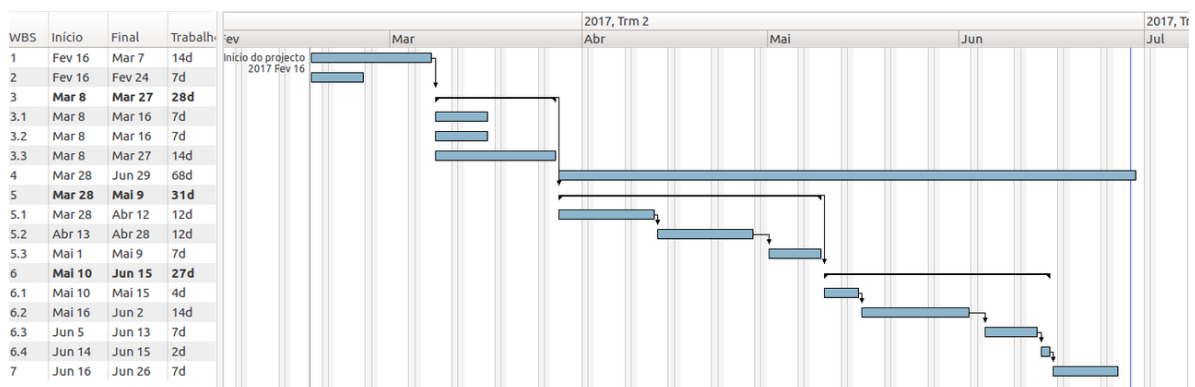 2017, Trm 2
2017, Tr
WBS Início Final Trabalh Fev Mar Abr Mai Jun Jul
1 Fev 16 Mar 7 14d
Início do projecto
2017 Fev 16
2 Fev 16 Fev 24 7d
3 Mar 8 Mar 27 28d
3.1 Mar 8 Mar 16 7d
3.2 Mar 8 Mar 16 7d
3.3 Mar 8 Mar 27 14d
4 Mar 28 Jun 29 68d
5 Mar 28 Mai 9 31d
5.1 Mar 28 Abr 12 12d
5.2 Abr 13 Abr 28 12d
5.3 Mai 1 Mai 9 7d
6 Mai 10 Jun 15 27d
6.1 Mai 10 Mai 15 4d
6.2 Mai 16 Jun 2 14d
6.3 Jun 5 Jun 13 7d
6.4 Jun 14 Jun 15 2d
7 Jun 16 Jun 26 7d